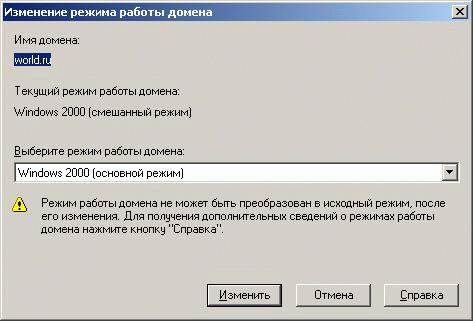 Изменение режима работы домена
Имя домена:
world.ru
Текущий режим работы домена:
Windows 2000 (смешанный режим)
Выберите режим работы домена:
Windows 2000 (основной режим)
Режим работы домена не может быть преобразован в исходный режим, после
его изменения. Для получения дополнительных сведений о режимах работы
домена нажмите кнопку "Справка".
Изменить
Отмена
Справка